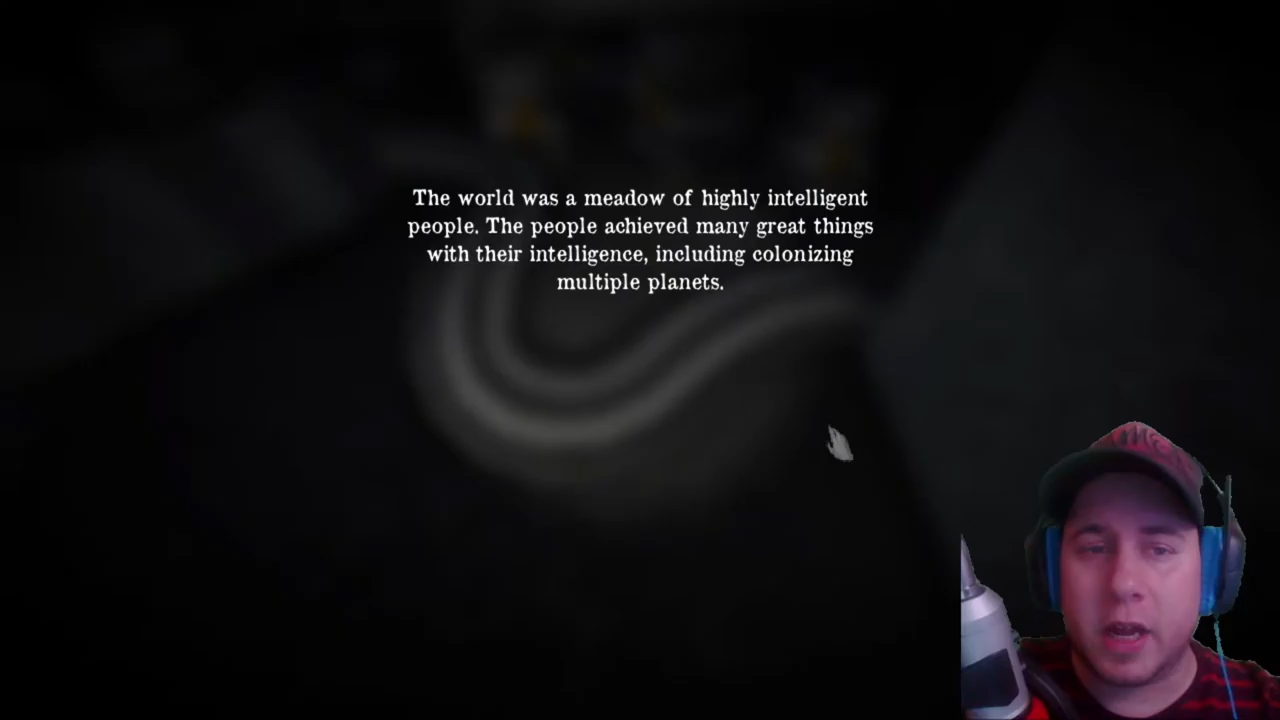 The world was a meadow of highly intelligent
people. The people achieved many great things
with their intelligence, including colonizing
multiple planets.